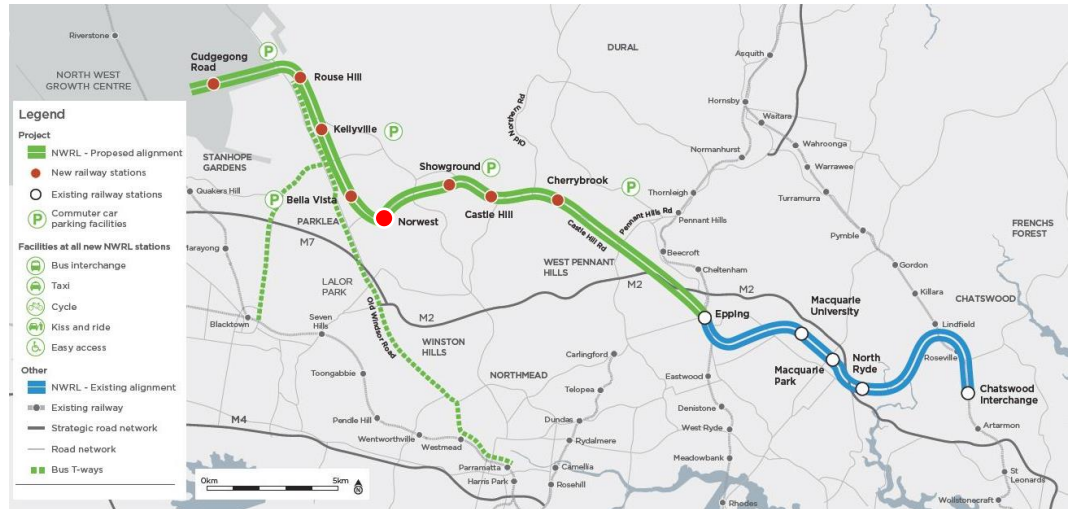 Riverstone
NORTH WEST
GROWTH CENTRE
Cudgegong
Road
Rouse Hill
P
DURAL
Asquith
Hornsby
Waitara
Wahroonga
Warrawee
Turramurra
Normanhurst
Old Northern Rd
Legend
Project
NWRL - Propesed alignment
New railway stations
Existing railway stations
P
Commuter car
parking facilities
Facilities at all new NWRL stations
Bus interchange
Taxi
Cycle
Kiss and ride
Easy access
Other
NWRL - Existing alignment
Existing railway
Strategic road network
Road network
Bus T-ways
STANHOPE
GARDENS
Quakers Hill
Kellyville
P
P
Bella Vista
PARKLEA
Norwest
Showground
P
Castle Hill
Cherrybrook
P
Thornleigh
Pennant Hills Rd
Pennant Hills
Castle Hill Rd
Beecroft
Cheltenham
WEST PENNANT
HILLS
Pymble
Gordon
Killara
Lindfield
Roseville
FRENCHS
FOREST
CHATSWOOD
Marayong
M7
LALOR
PARK
M2
M2
M2
Blacktown
Seven
Hills
Old Windsor Road
WINSTON
HILLS
Toongabbie
NORTHMEAD
Carlingford
Telopea
Epping
Macquarie
University
Macquarie
Park
North
Ryde
Chatswood
Interchange
Eastwood
Denistone
West Ryde
Meadowbank
Rhodes
Pendle Hill
Wentworthville
Westmead
M4
Parramatta
Harris Park
Dundas
Rydalmere
Camellia
Rosehill
Artarmon
St
Leonards
Wollstonecraft
0km
5km
N